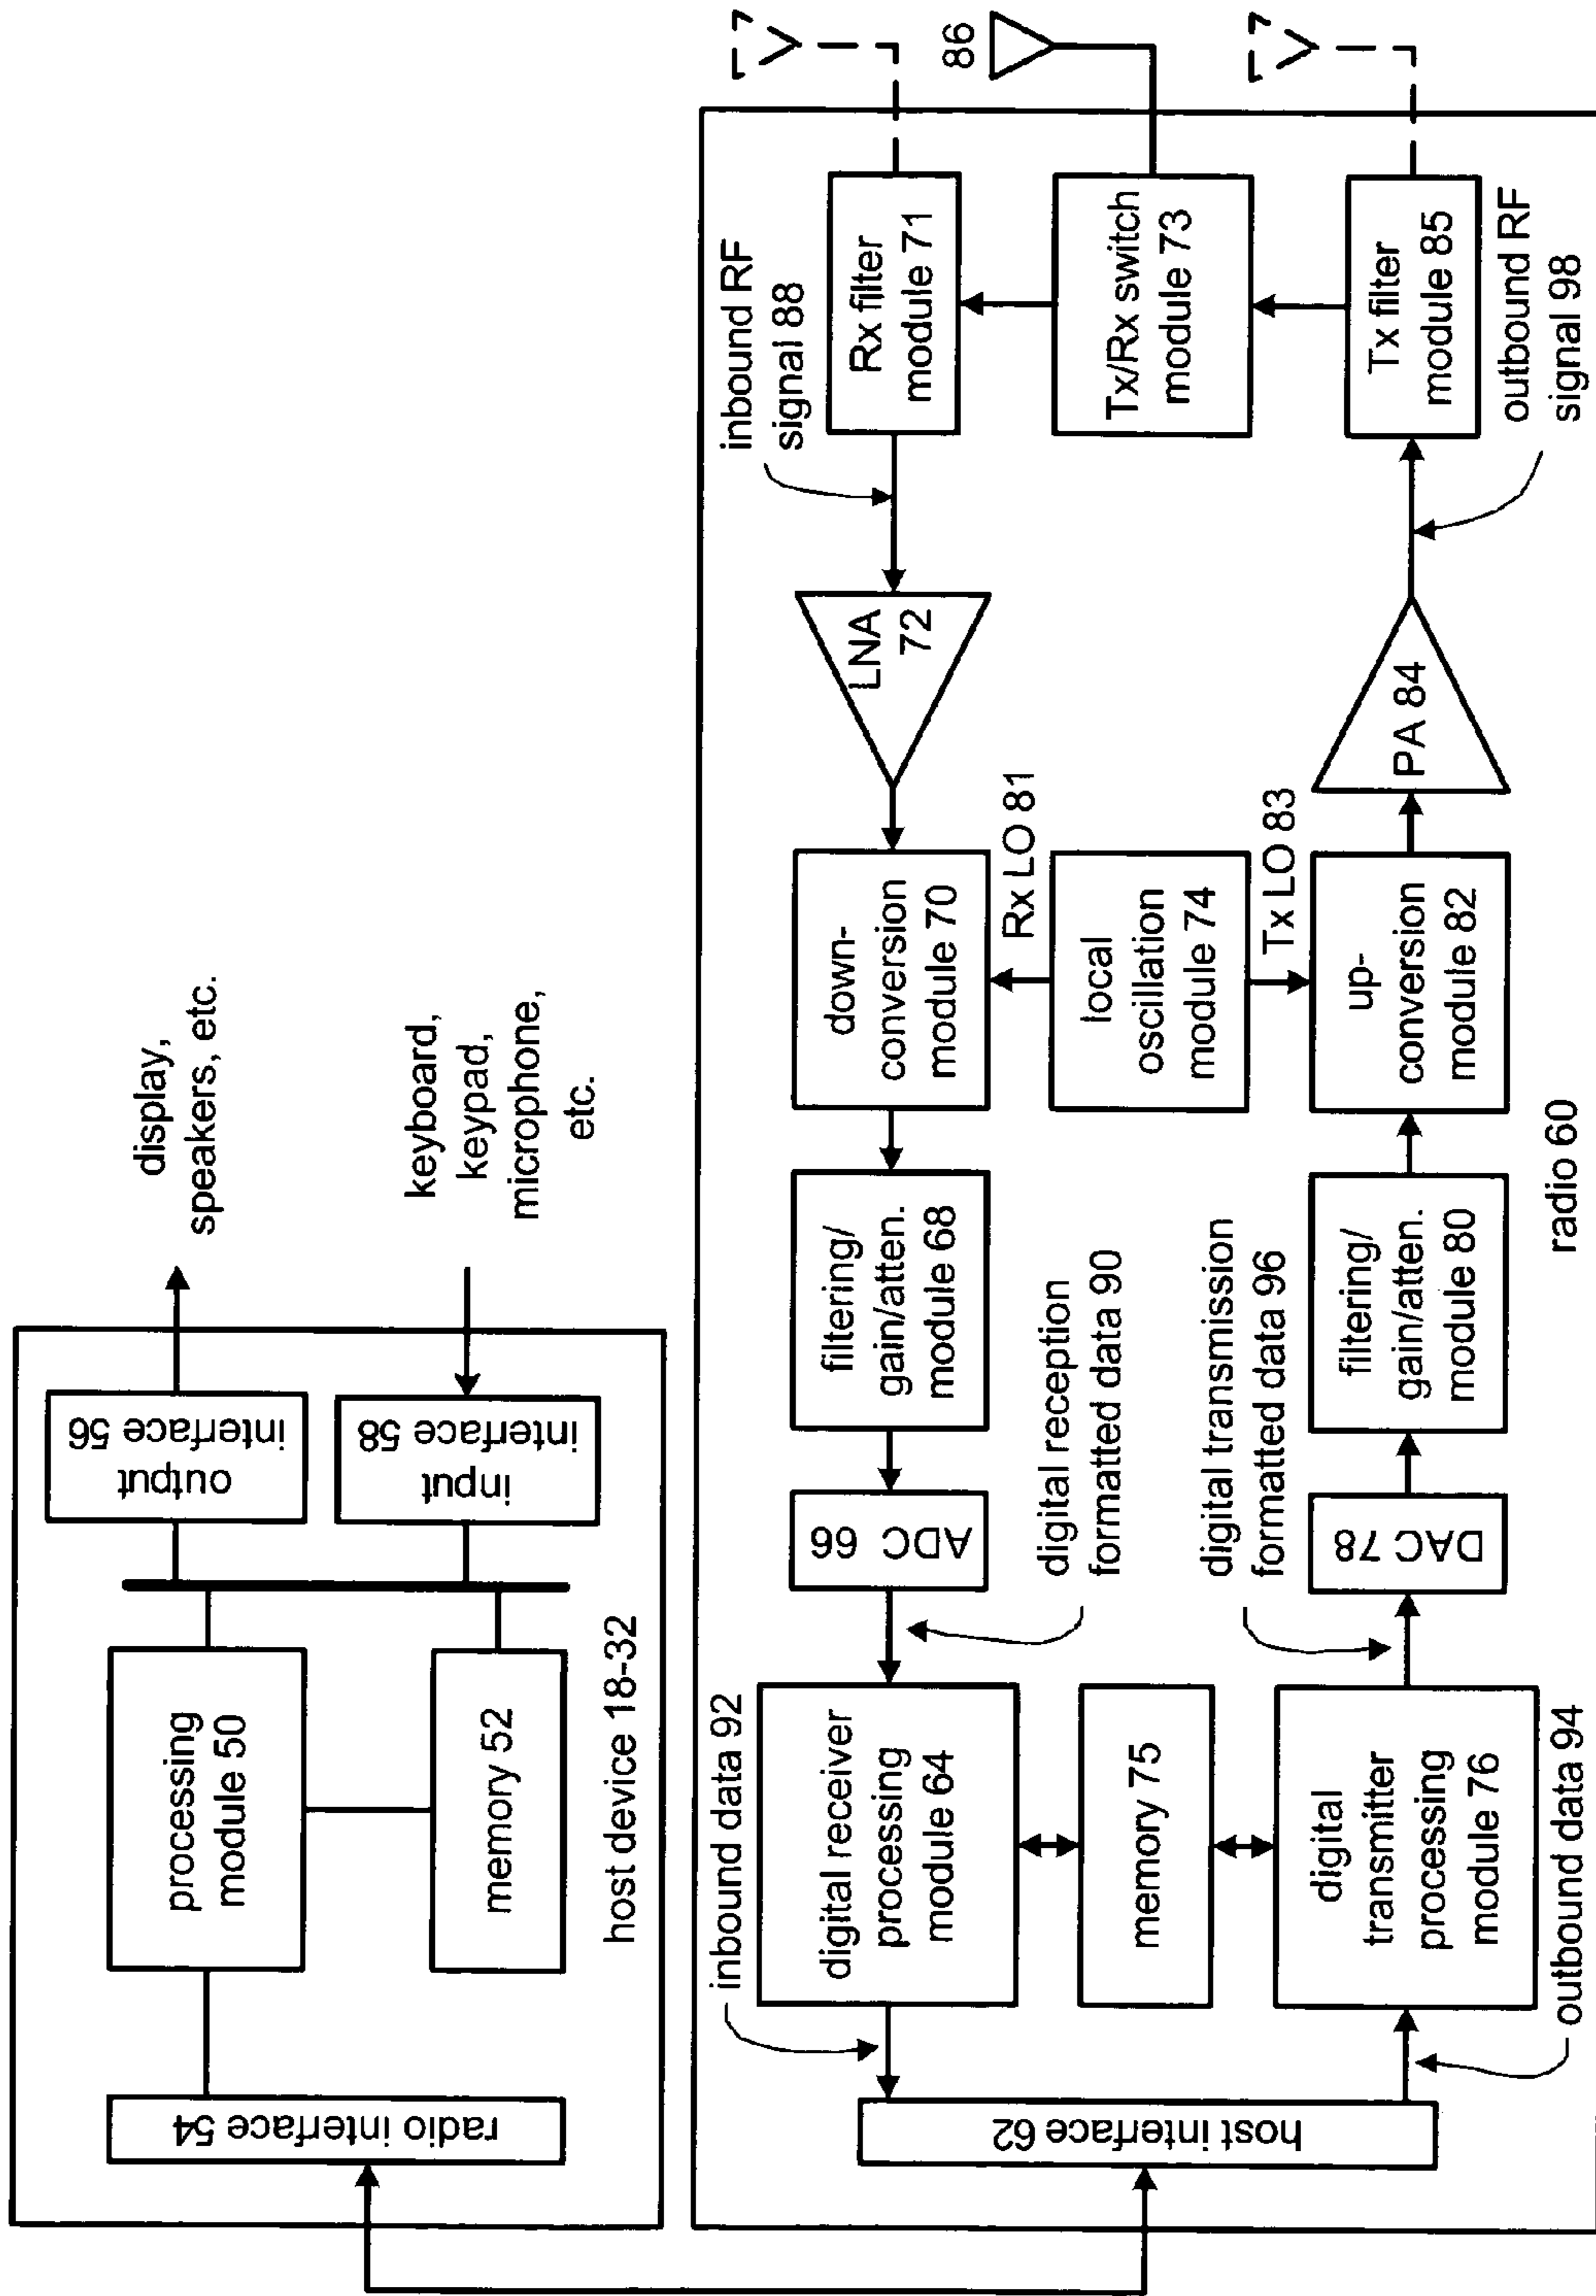 display,
speakers, etc.
keyboard,
keypad,
microphone,
etc.
output
interface 56
input
interface 58
processing
module 50
memory 52
radio interface 54
host device 18-32
86
inbound RF
signal 88
Rx filter
module 71
Tx/Rx switch
module 73
Tx filter
module 85
outbound RF
signal 98
LNA
72
PA 84
down-
conversion
module 70
Rx LO 81
local
oscillation
module 74
Tx LO 83
up-
conversion
module 82
filtering/
gain/atten.
module 68
filtering/
gain/atten.
module 80
ADC 66
digital reception
formatted data 90
digital transmission
formatted data 96
DAC 78
inbound data 92
digital receiver
processing
module 64
memory 75
digital
transmitter
processing
module 76
outbound data 94
host interface 62
radio 60